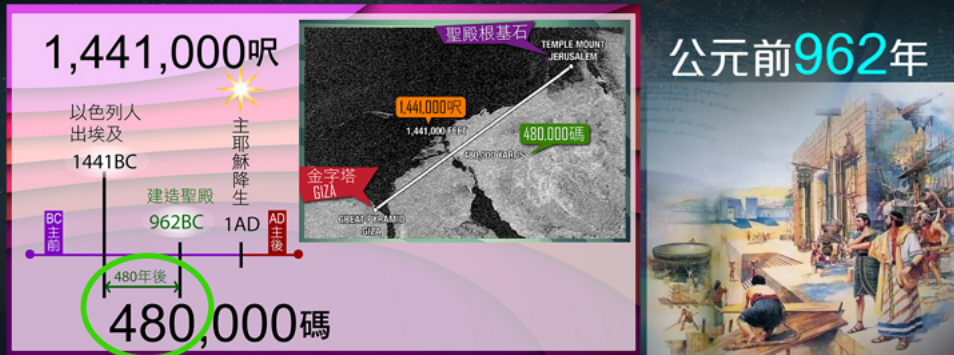 1,441,000呎
以色列人
出埃及
1441BC
建造聖殿
962BC
主耶穌降生
1AD
BC
主前
AD
主後
480年後
480,000碼
聖殿根基石
TEMPLE MOUNT
JERUSALEM
1,441,000呎
1,441,000 FEET
480,000碼
480,000 YARDS
金字塔
GIZA
GREAT PYRAMID
GIZA
公元前962年